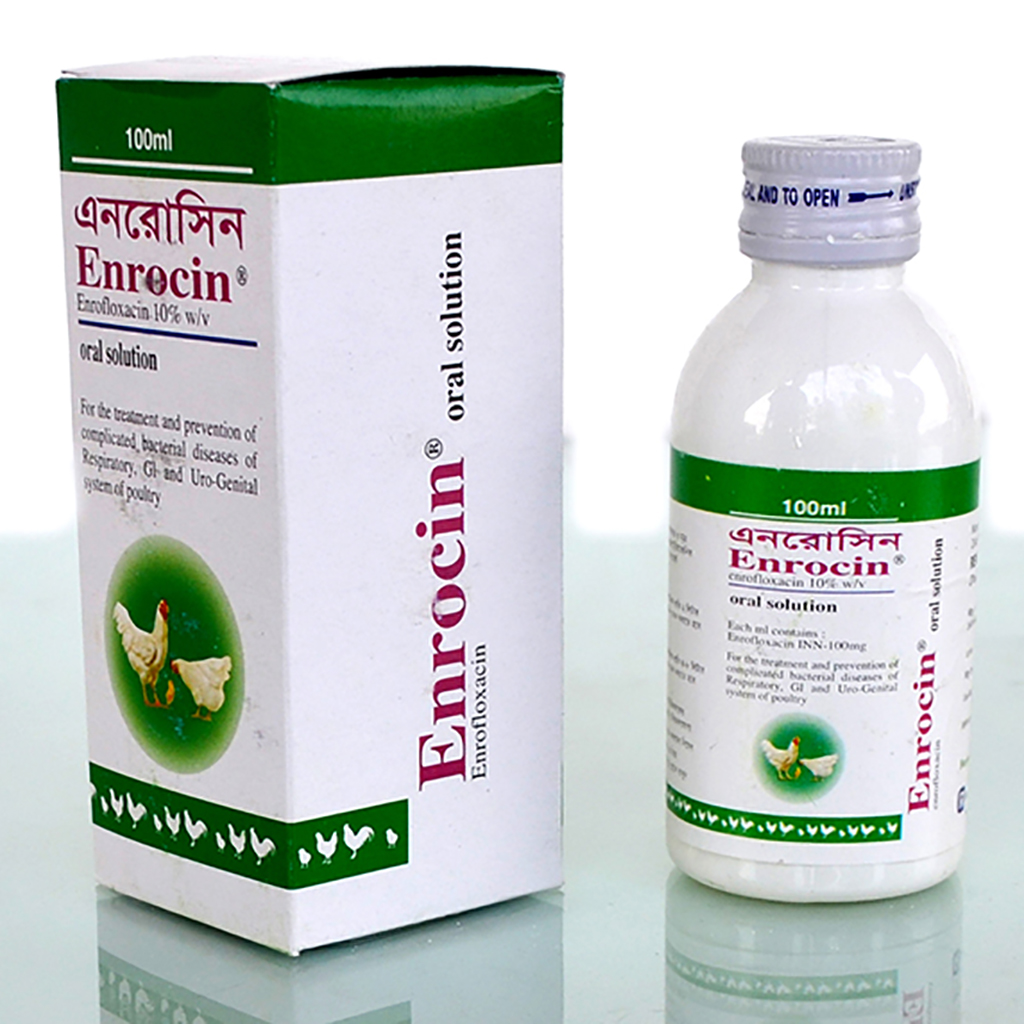 100ml
এনরোসিন
Enrocin®
Enrofloxacin 10% w/v
oral solution
For the treatment and prevention of
complicated bacterial diseases of
Respiratory, GI and Uro-Genital
system of poultry
Enrocin® oral solution
Enrofloxacin
AND TO OPEN
100ml
এনরোসিন
Enrocin®
enrofloxacin 10% w/v
oral solution
Each ml contains :
Enrofloxacin INN-100mg
For the treatment and prevention of
complicated bacterial diseases of
Respiratory, GI and Uro-Genital
system of poultry
Enrocin® oral solution
enrofloxacin